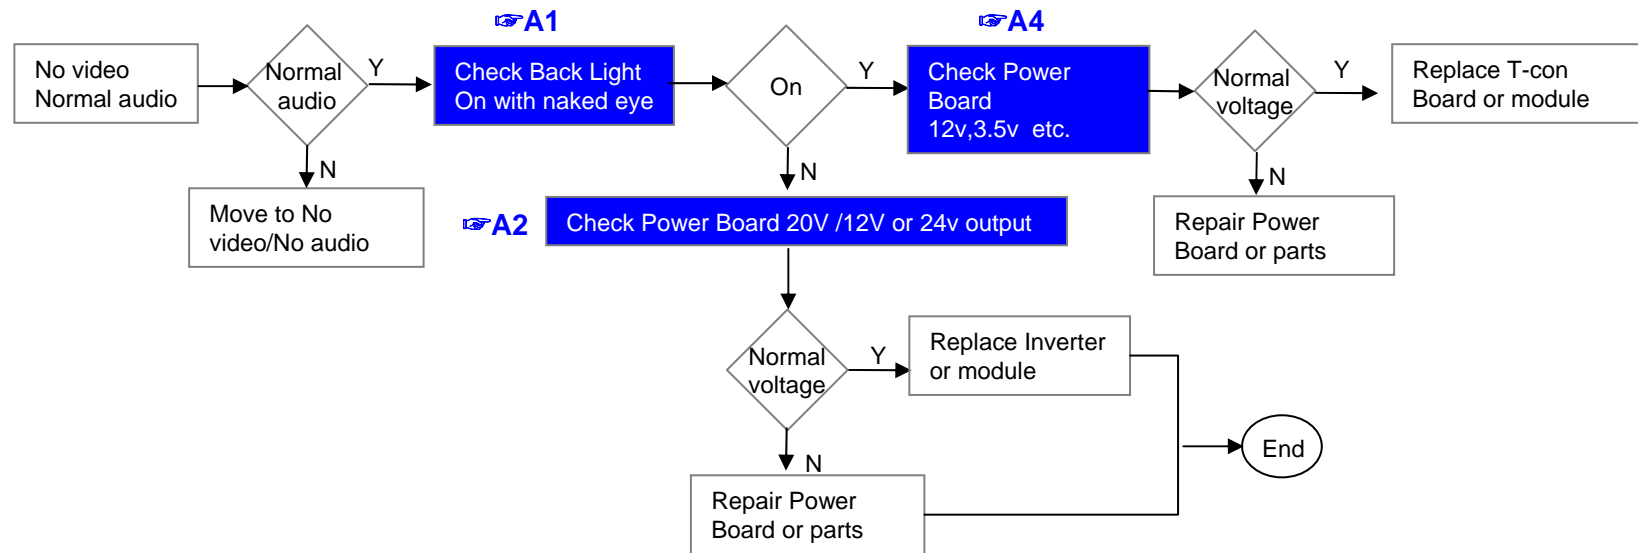 ☞A1
☞A4
No video
Normal audio
Normal
audio
Y
Check Back Light
On with naked eye
On
Y
Check Power
Board
12v,3.5v etc.
Normal
voltage
Y
Replace T-con
Board or module
N
Move to No
video/No audio
N
☞A2
Check Power Board 20V /12V or 24v output
N
Repair Power
Board or parts
Normal
voltage
Y
Replace Inverter
or module
End
N
Repair Power
Board or parts